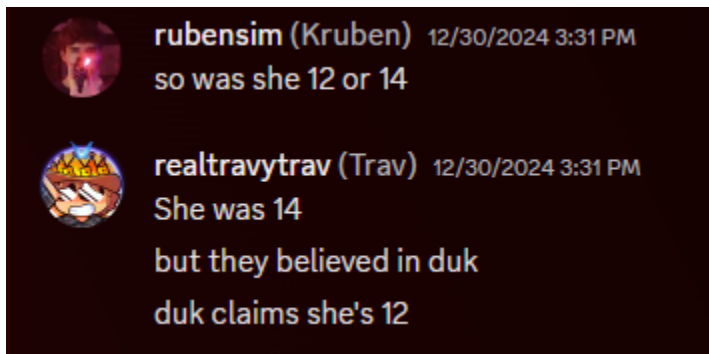 rubensim (Kruben) 12/30/2024 3:31 PM
so was she 12 or 14
realtravytrav (Trav) 12/30/2024 3:31 PM
She was 14
but they believed in duk
duk claims she's 12